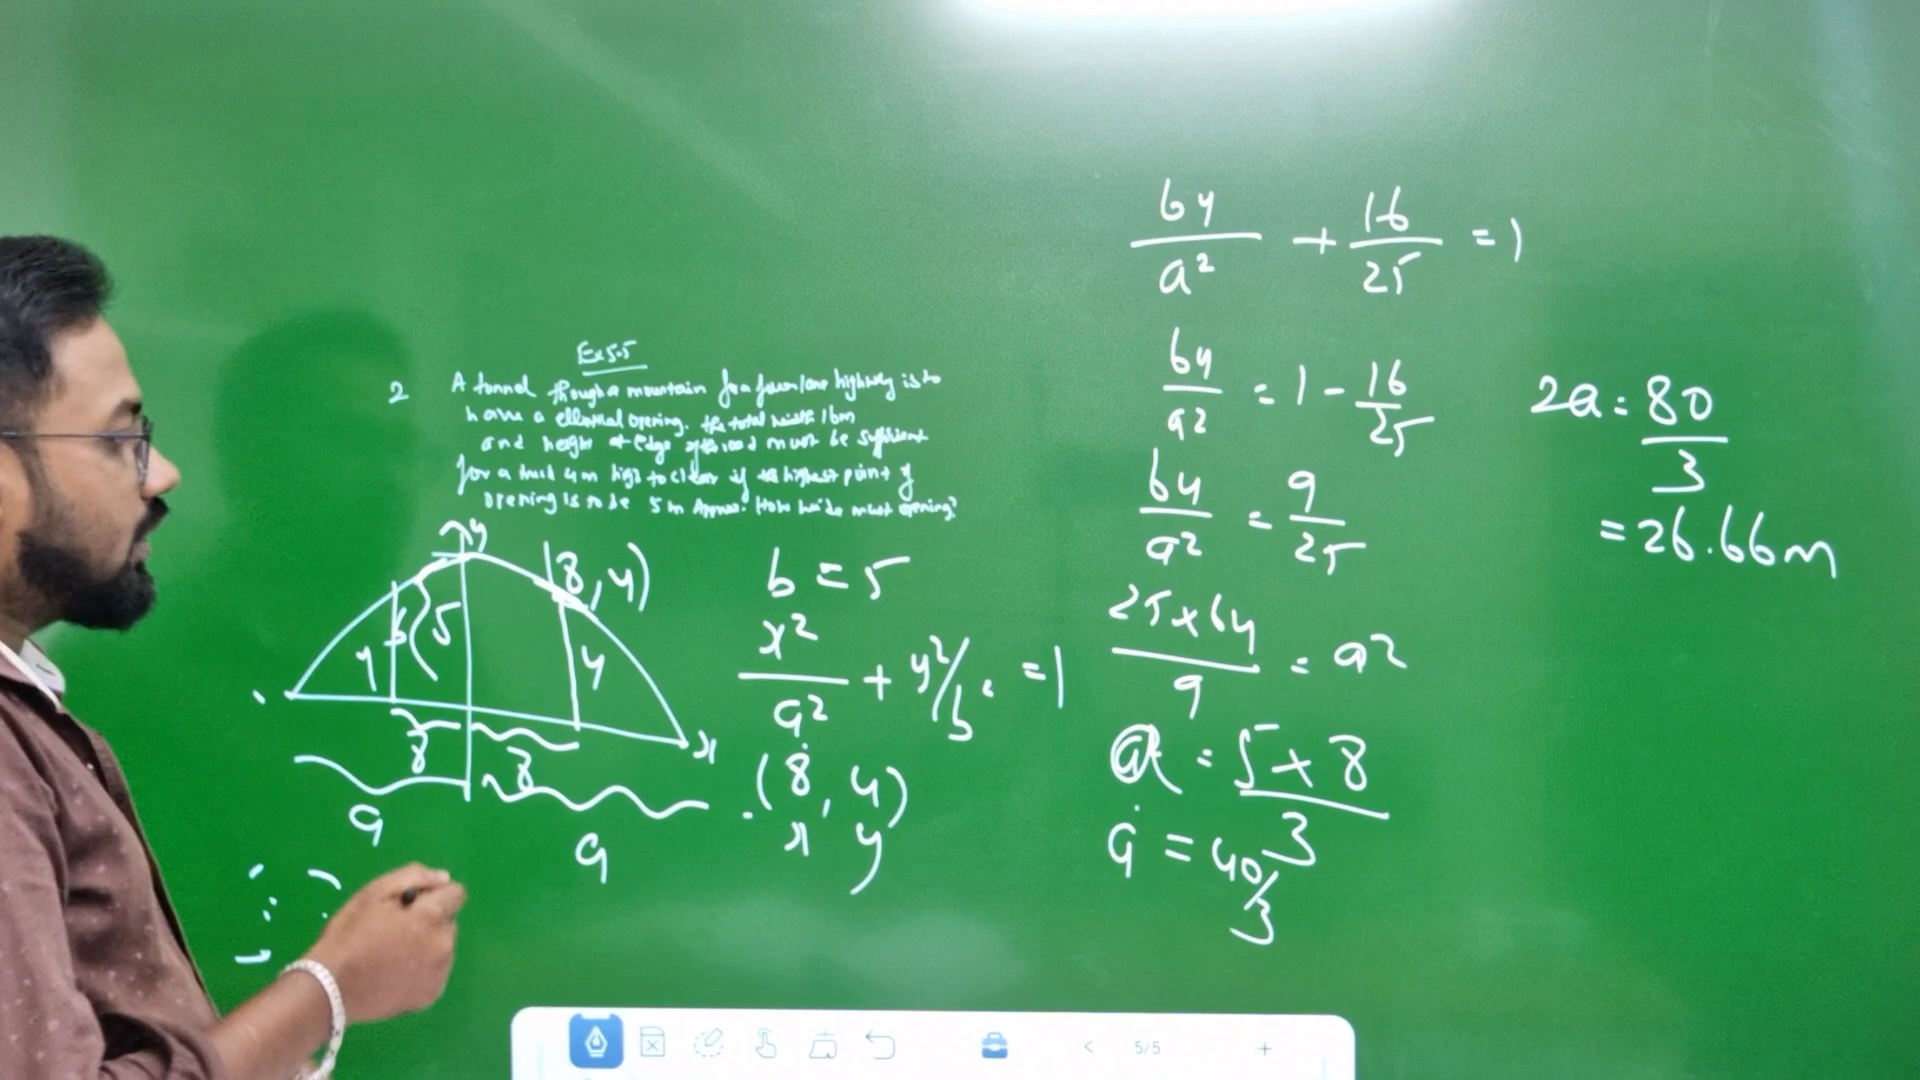 Ex 5.5
2 A tunnel through a mountain for a four lane highway is to
have a elliptical opening. the total width 16m
and height at edge of the road must be sufficient
for a truck 4m high to clear if the highest point of
opening is to be 5m Approx. How wide must opening?
y
(8, 4)
5
4
4
x
8
8
a
a
b = 5
x²/a² + y²/b² = 1
(8, 4)
x y
64/a² + 16/25 = 1
64/a² = 1 - 16/25
64/a² = 9/25
25×64/9 = a²
a = 5×8/3
a = 40/3
2a = 80/3
= 26.66m
5/5